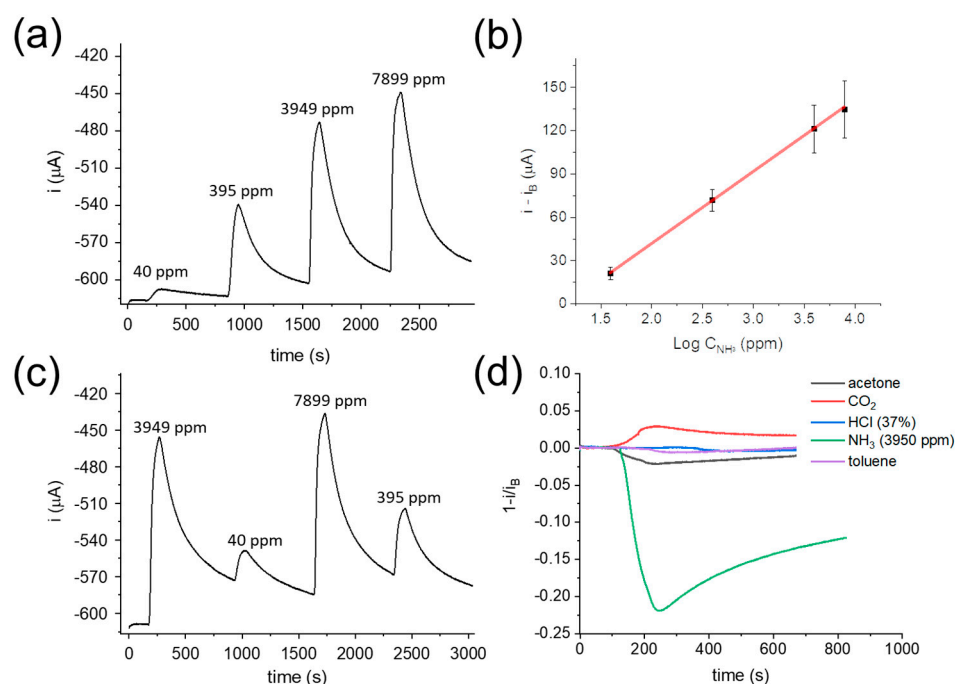 (a)
-420
-450
-480
-510
-540
-570
-600
i (µA)
40 ppm
395 ppm
3949 ppm
7899 ppm
0 500 1000 1500 2000 2500
time (s)
(b)
150
120
90
60
30
0
i - iB (µA)
1.5 2.0 2.5 3.0 3.5 4.0
Log CNH3 (ppm)
(c)
-420
-450
-480
-510
-540
-570
-600
i (µA)
3949 ppm
40 ppm
7899 ppm
395 ppm
0 500 1000 1500 2000 2500 3000
time (s)
(d)
0.10
0.05
0.00
-0.05
-0.10
-0.15
-0.20
-0.25
1-i/iB
acetone
CO2
HCl (37%)
NH3 (3950 ppm)
toluene
0 200 400 600 800 1000
time (s)